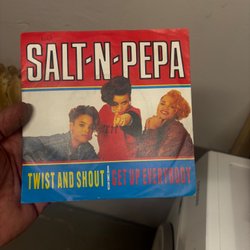 SALT-N-PEPA
TWIST AND SHOUT GET UP EVERYBODY